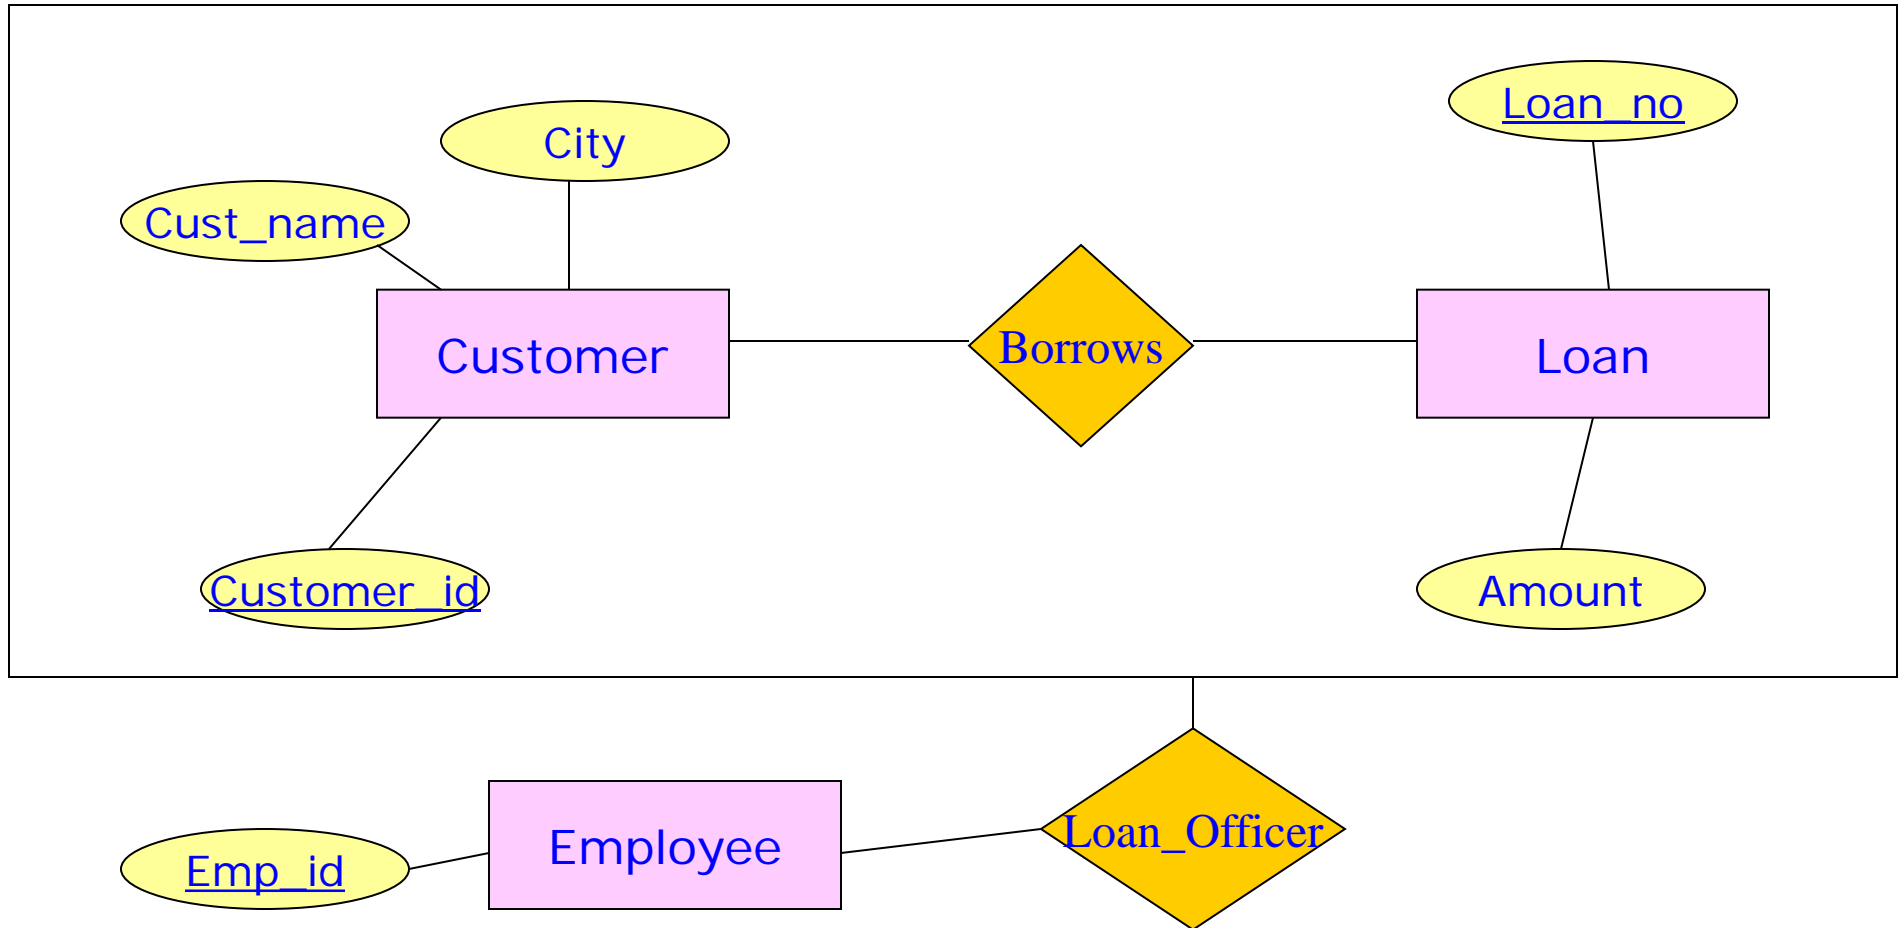 Loan_no
City
Cust_name
Customer
Borrows
Loan
Customer_id
Amount
Employee
Loan_Officer
Emp_id